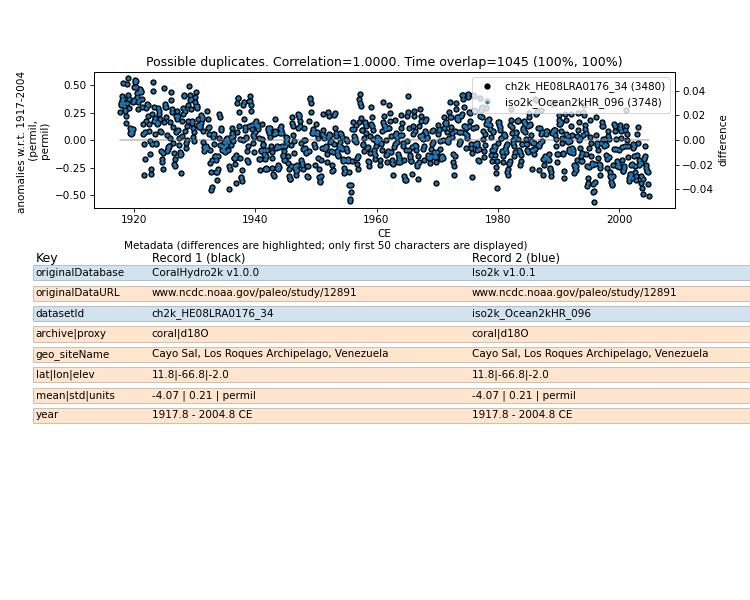 Possible duplicates. Correlation=1.0000. Time overlap=1045 (100%, 100%)
anomalies w.r.t. 1917-2004
(permil,
permil)
0.50
0.25
0.00
−0.25
−0.50
ch2k_HE08LRA0176_34 (3480)
iso2k_Ocean2kHR_096 (3748)
0.04
0.02
0.00
−0.02
−0.04
difference
1920 1940 1960 1980 2000
CE
Metadata (differences are highlighted; only first 50 characters are displayed)
Key Record 1 (black) Record 2 (blue)
originalDatabase CoralHydro2k v1.0.0 Iso2k v1.0.1
originalDataURL www.ncdc.noaa.gov/paleo/study/12891 www.ncdc.noaa.gov/paleo/study/12891
datasetId ch2k_HE08LRA0176_34 iso2k_Ocean2kHR_096
archive|proxy coral|d18O coral|d18O
geo_siteName Cayo Sal, Los Roques Archipelago, Venezuela Cayo Sal, Los Roques Archipelago, Venezuela
lat|lon|elev 11.8|-66.8|-2.0 11.8|-66.8|-2.0
mean|std|units -4.07 | 0.21 | permil -4.07 | 0.21 | permil
year 1917.8 - 2004.8 CE 1917.8 - 2004.8 CE